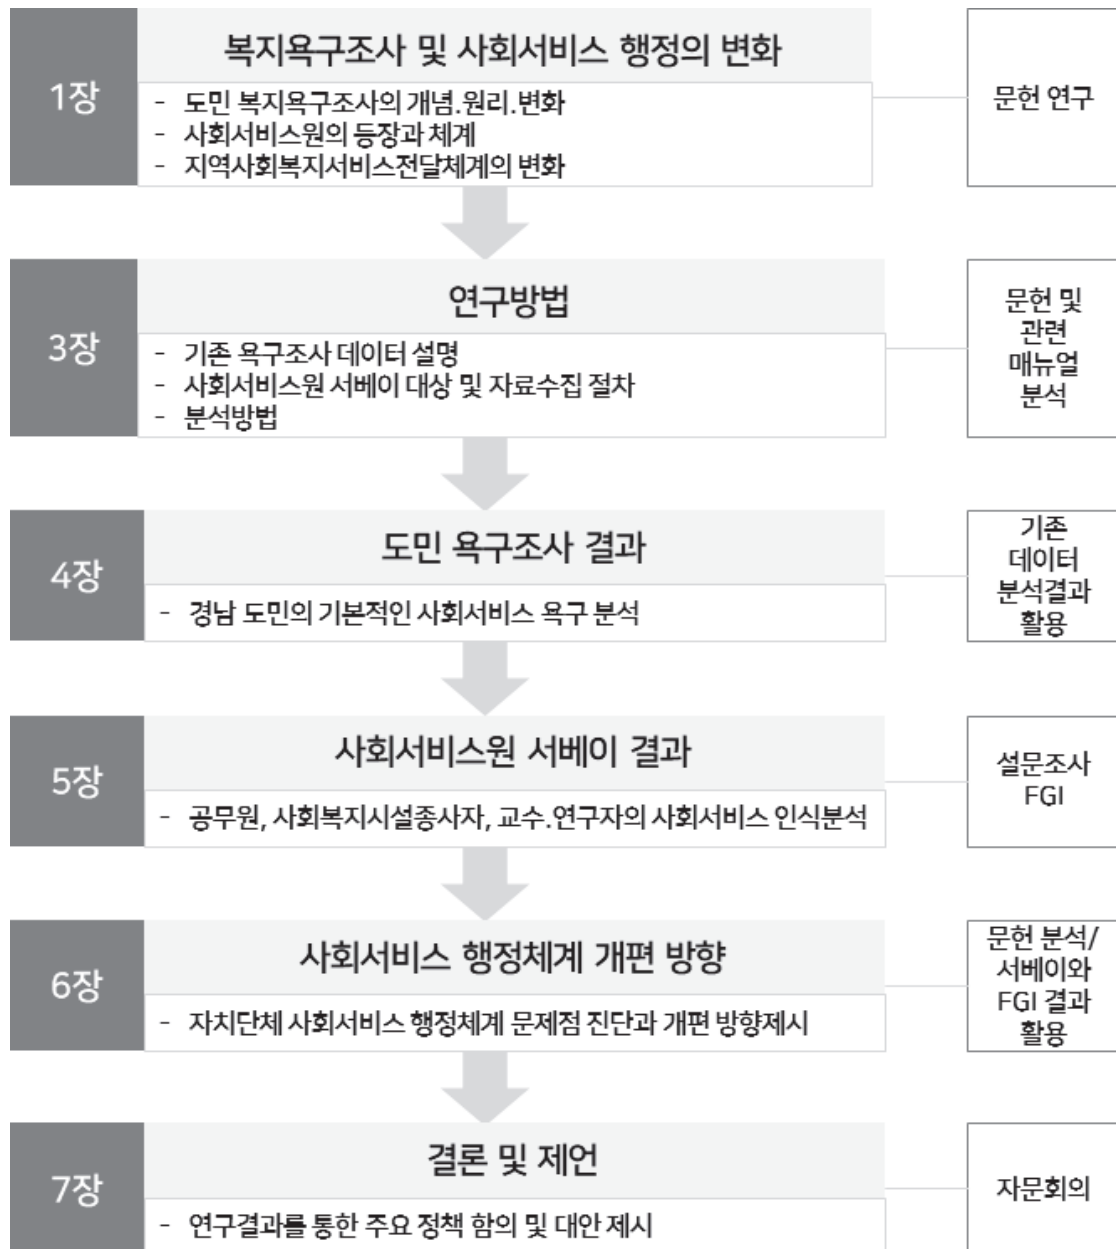 복지욕구조사 및 사회서비스 행정의 변화
1장
- 도민 복지욕구조사의 개념.원리.변화
- 사회서비스원의 등장과 체계
- 지역사회복지서비스전달체계의 변화
문헌 연구
연구방법
3장
- 기존 욕구조사 데이터 설명
- 사회서비스원 서베이 대상 및 자료수집 절차
- 분석방법
문헌 및
관련
매뉴얼
분석
도민 욕구조사 결과
4장
- 경남 도민의 기본적인 사회서비스 욕구 분석
기존
데이터
분석결과
활용
사회서비스원 서베이 결과
5장
- 공무원, 사회복지시설종사자, 교수.연구자의 사회서비스 인식분석
설문조사
FGI
사회서비스 행정체계 개편 방향
6장
- 자치단체 사회서비스 행정체계 문제점 진단과 개편 방향제시
문헌 분석/
서베이와
FGI 결과
활용
결론 및 제언
7장
- 연구결과를 통한 주요 정책 함의 및 대안 제시
자문회의